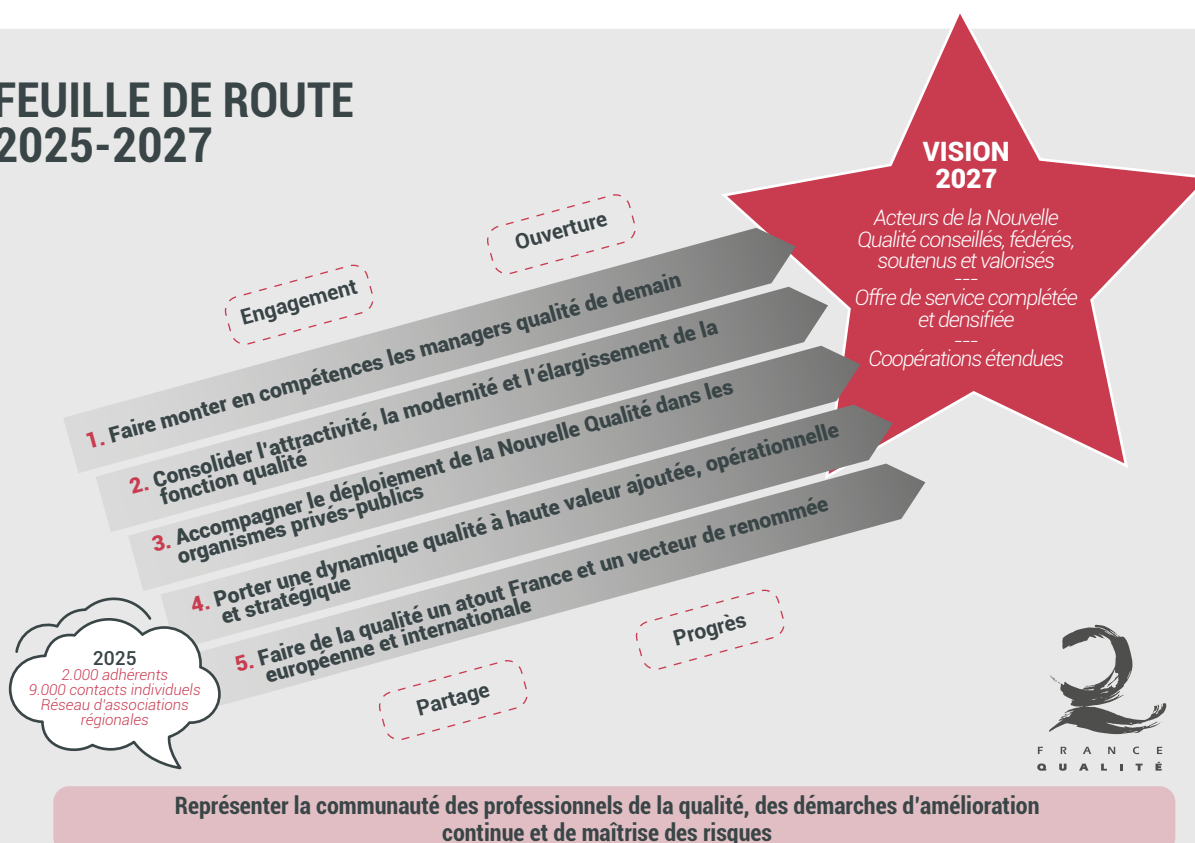 FEUILLE DE ROUTE
2025-2027
VISION
2027
Acteurs de la Nouvelle
Qualité conseillés, fédérés,
soutenus et valorisés
---
Offre de service complétée
et densifiée
---
Coopérations étendues
Ouverture
Engagement
1. Faire monter en compétences les managers qualité de demain
2. Consolider l'attractivité, la modernité et l'élargissement de la
fonction qualité
3. Accompagner le déploiement de la Nouvelle Qualité dans les
organismes privés-publics
4. Porter une dynamique qualité à haute valeur ajoutée, opérationnelle
et stratégique
5. Faire de la qualité un atout France et un vecteur de renommée
européenne et internationale
Progrès
Partage
2025
2.000 adhérents
9.000 contacts individuels
Réseau d'associations
régionales
FRANCE
QUALITÉ
Représenter la communauté des professionnels de la qualité, des démarches d'amélioration
continue et de maîtrise des risques